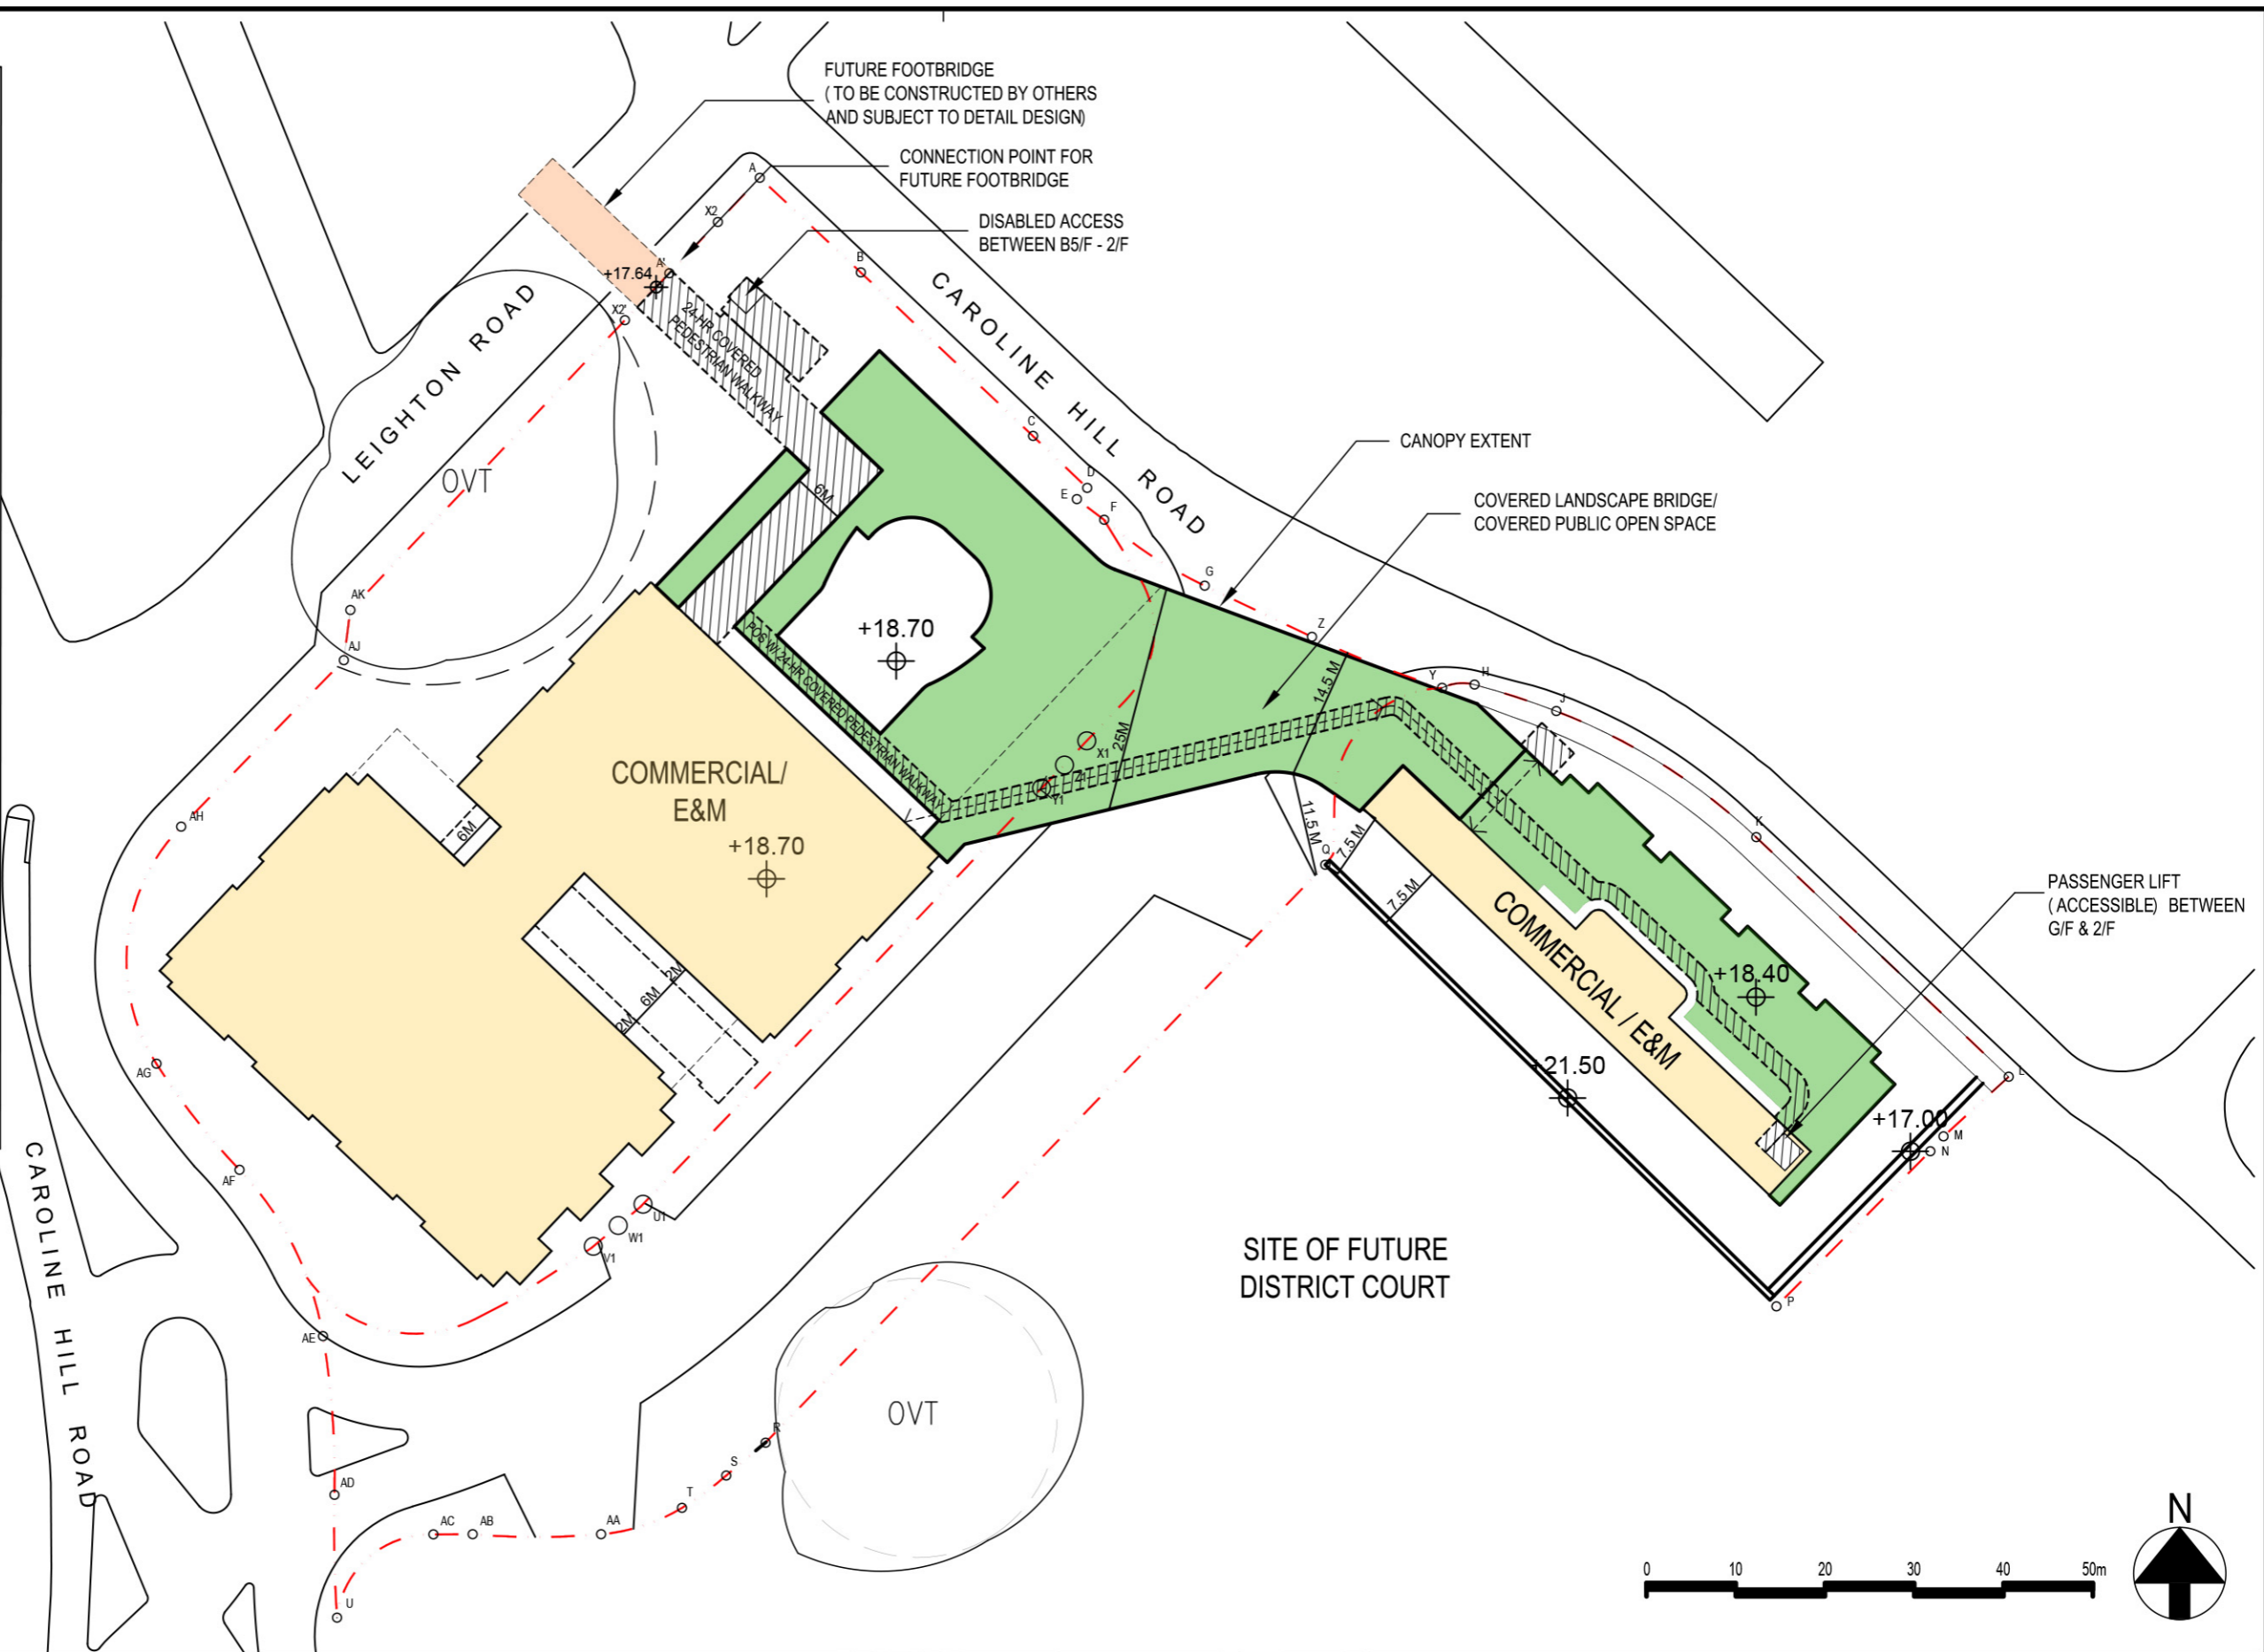 FUTURE FOOTBRIDGE
( TO BE CONSTRUCTED BY OTHERS
AND SUBJECT TO DETAIL DESIGN)
CONNECTION POINT FOR
FUTURE FOOTBRIDGE
DISABLED ACCESS
BETWEEN B5/F - 2/F
A
X2
B
A'
+17.64
X2'
24-HR COVERED
PEDESTRIAN WALKWAY
LEIGHTON ROAD
CAROLINE HILL ROAD
OVT
C
D
E
F
6M
CANOPY EXTENT
COVERED LANDSCAPE BRIDGE/
COVERED PUBLIC OPEN SPACE
G
Z
Y
H
J
K
AK
AJ
AH
+18.70
POS W/ 24-HR COVERED PEDESTRIAN WALKWAY
14.5 M
25M
X1
Z1
Y1
COMMERCIAL/
E&M
+18.70
6M
11.5 M
Q
7.5 M
7.5 M
COMMERCIAL / E&M
PASSENGER LIFT
( ACCESSIBLE) BETWEEN
G/F & 2/F
+18.40
2M
6M
2M
21.50
+17.00
L
M
N
P
AG
AF
AE
AD
CAROLINE HILL ROAD
U1
W1
V1
SITE OF FUTURE
DISTRICT COURT
OVT
R
S
T
AA
AB
AC
U
N
0 10 20 30 40 50m